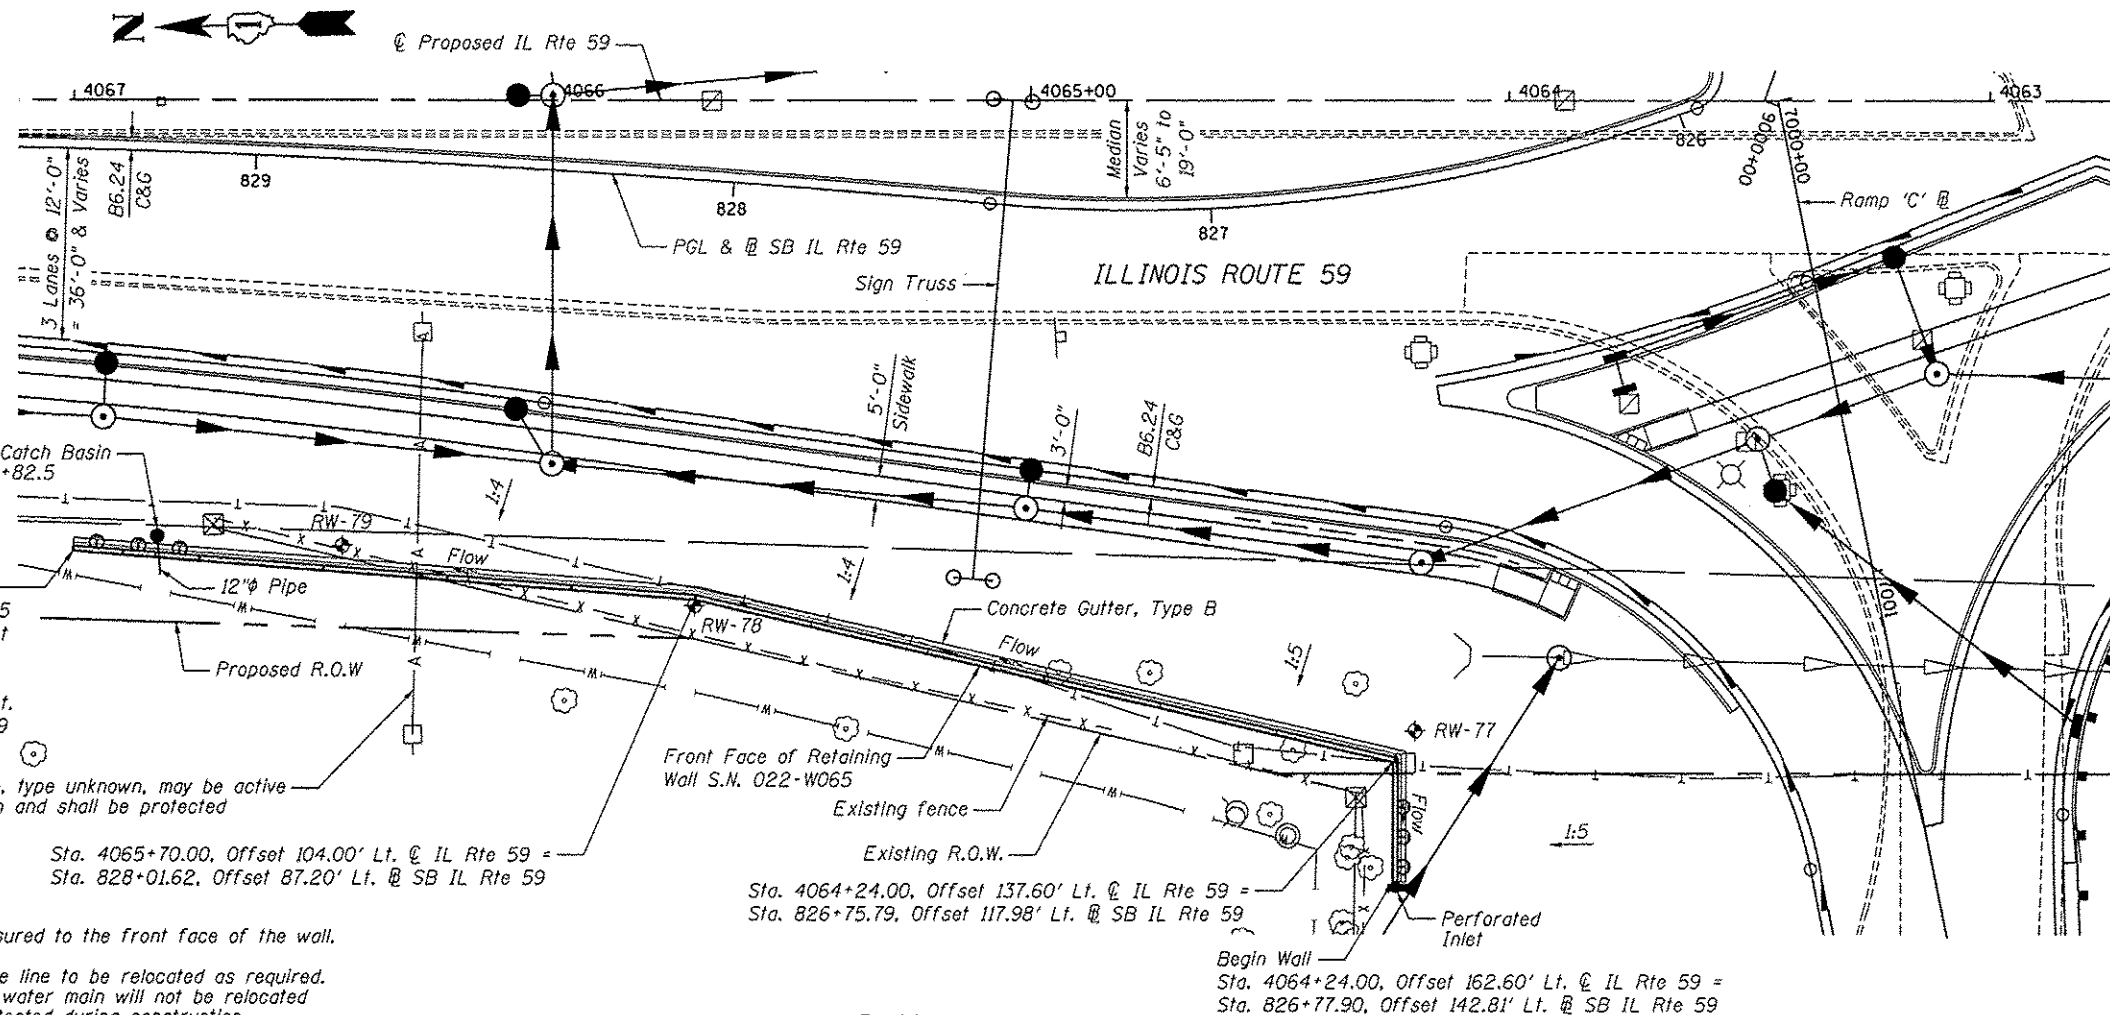 N
1
℄ Proposed IL Rte 59
4067
4066
4065+00
4064
4063
829
828
827
826
3 Lanes @ 12'-0"
= 36'-0" & Varies
B6.24
C&G
Median
Varies
6'-5" to
19'-0"
9000+00
7000+00
Ramp 'C' ℄
PGL & ℄ SB IL Rte 59
Sign Truss
ILLINOIS ROUTE 59
5'-0"
Sidewalk
3'-0"
B6.24
C&G
Catch Basin
+82.5
1:4
1:4
RW-79
Flow
12"ϕ Pipe
RW-78
Concrete Gutter, Type B
Flow
1:5
7001
5
t
Proposed R.O.W
t.
9
Front Face of Retaining
Wall S.N. 022-W065
RW-77
, type unknown, may be active
and shall be protected
Existing fence
Flow
1:5
Sta. 4065+70.00, Offset 104.00' Lt. ℄ IL Rte 59 =
Sta. 828+01.62, Offset 87.20' Lt. ℄ SB IL Rte 59
Existing R.O.W.
Sta. 4064+24.00, Offset 137.60' Lt. ℄ IL Rte 59 =
Sta. 826+75.79, Offset 117.98' Lt. ℄ SB IL Rte 59
Perforated
Inlet
sured to the front face of the wall.
Begin Wall
Sta. 4064+24.00, Offset 162.60' Lt. ℄ IL Rte 59 =
Sta. 826+77.90, Offset 142.81' Lt. ℄ SB IL Rte 59
e line to be relocated as required.
water main will not be relocated